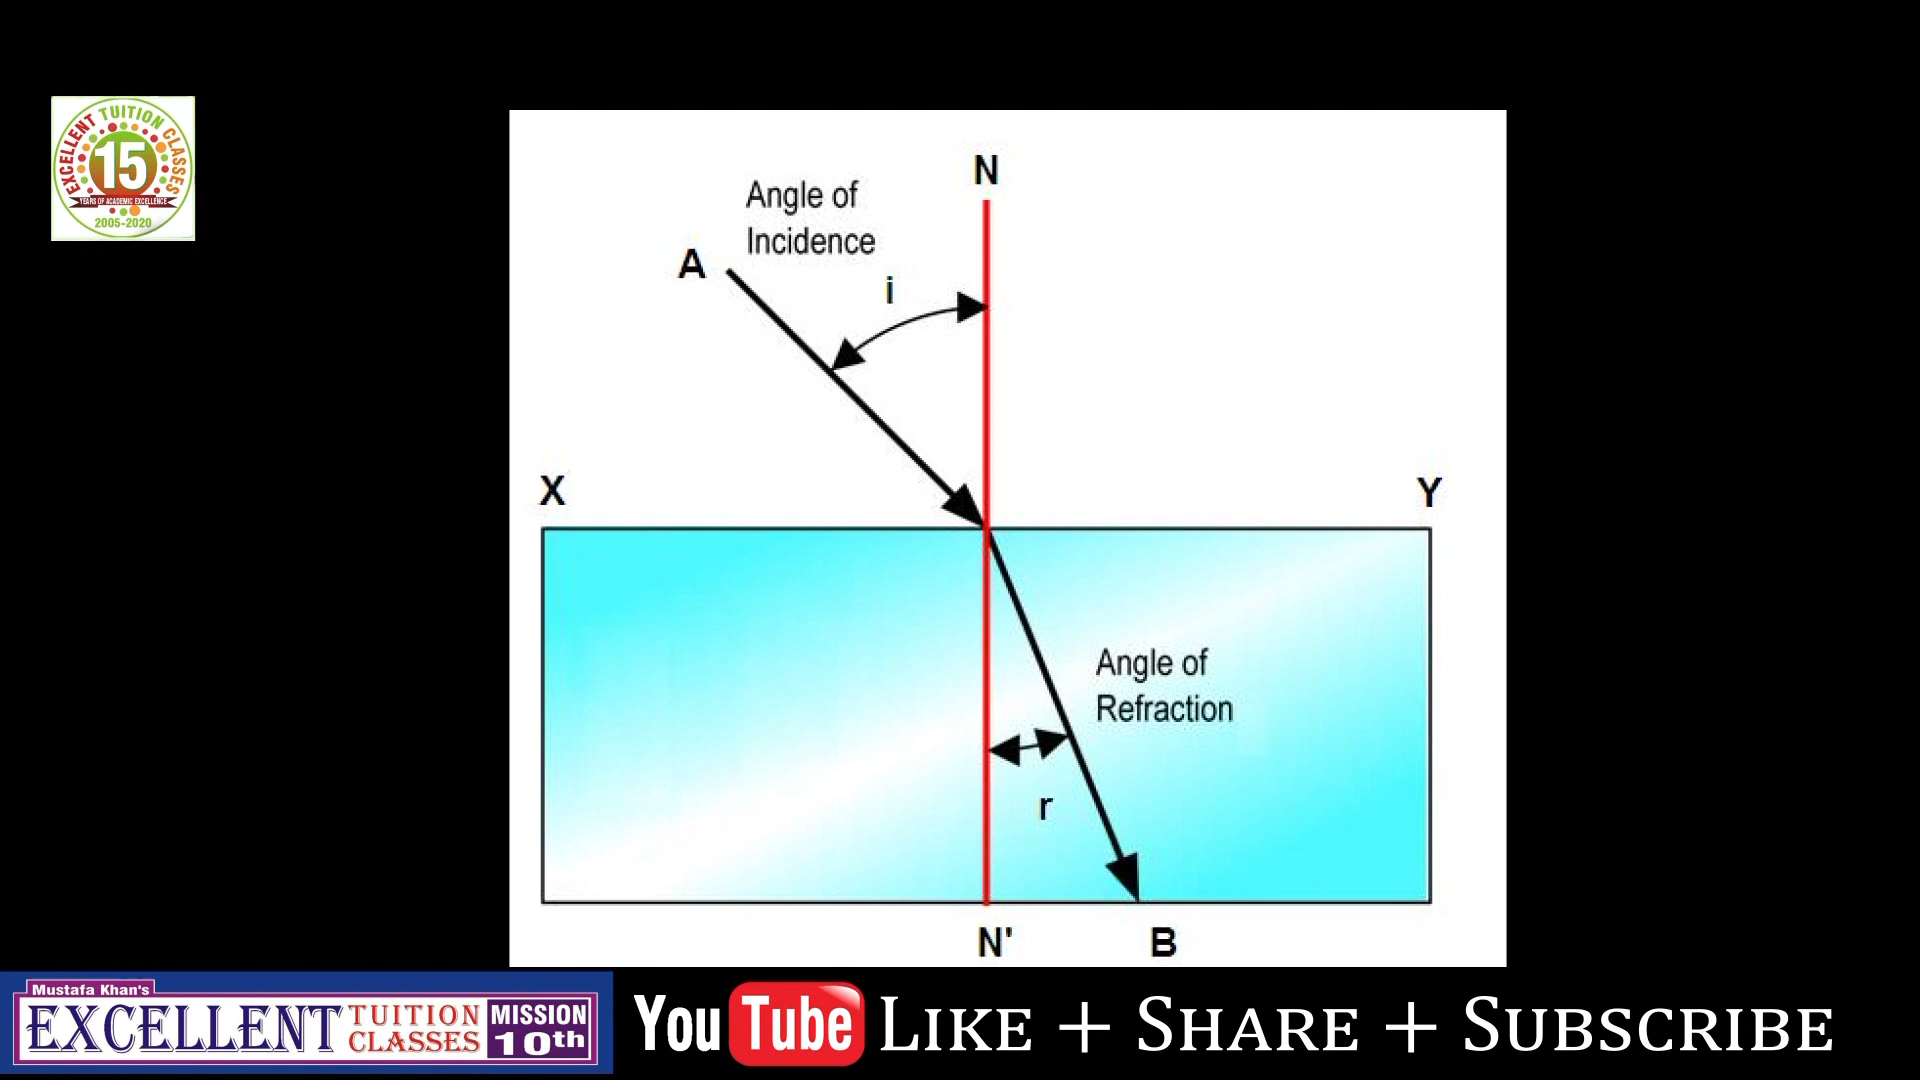 EXCELLENT TUITION CLASSES
15
YEARS OF ACADEMIC EXCELLENCE
2005-2020
N
Angle of
Incidence
A
i
X
Y
Angle of
Refraction
r
N'
B
Mustafa Khan's
EXCELLENT TUITION CLASSES
MISSION
10th
YouTube LIKE + SHARE + SUBSCRIBE